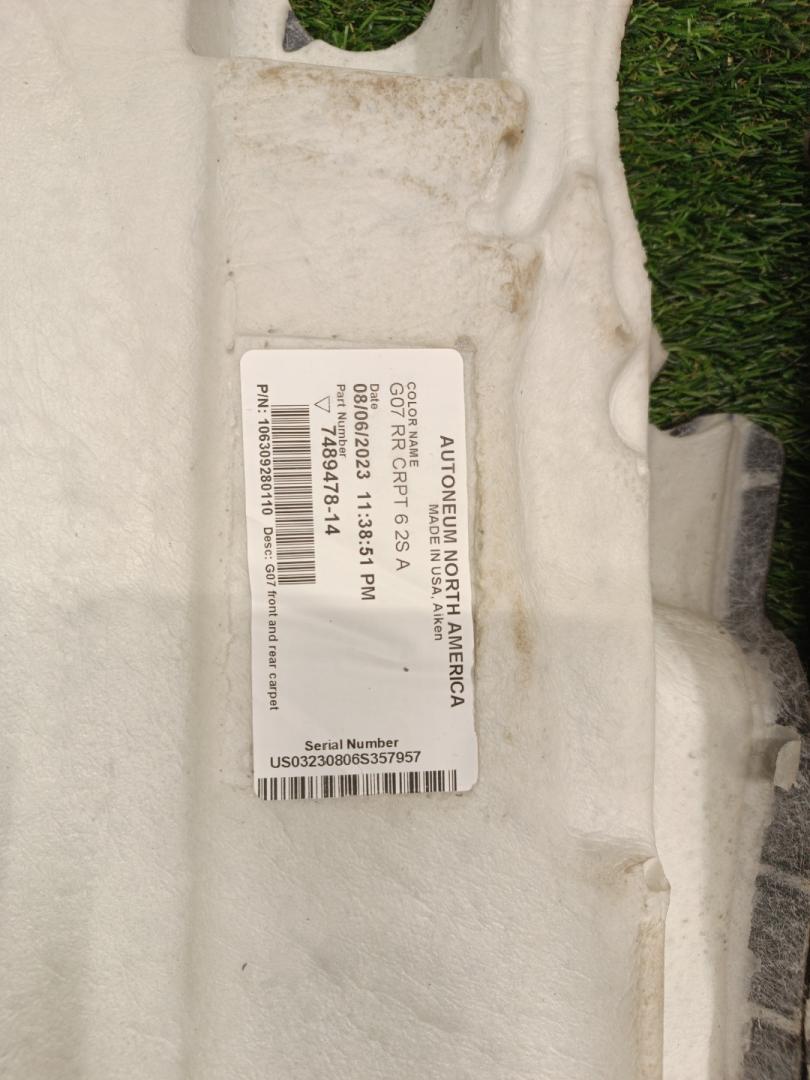 AUTONEUM NORTH AMERICA
MADE IN USA, Aiken
COLOR NAME
G07 RR CRPT 6 2S A
Date
08/06/2023 11:38:51 PM
Part Number
7489478-14
P/N: 106309280110 Desc: G07 front and rear carpet
Serial Number
US03230806S357957